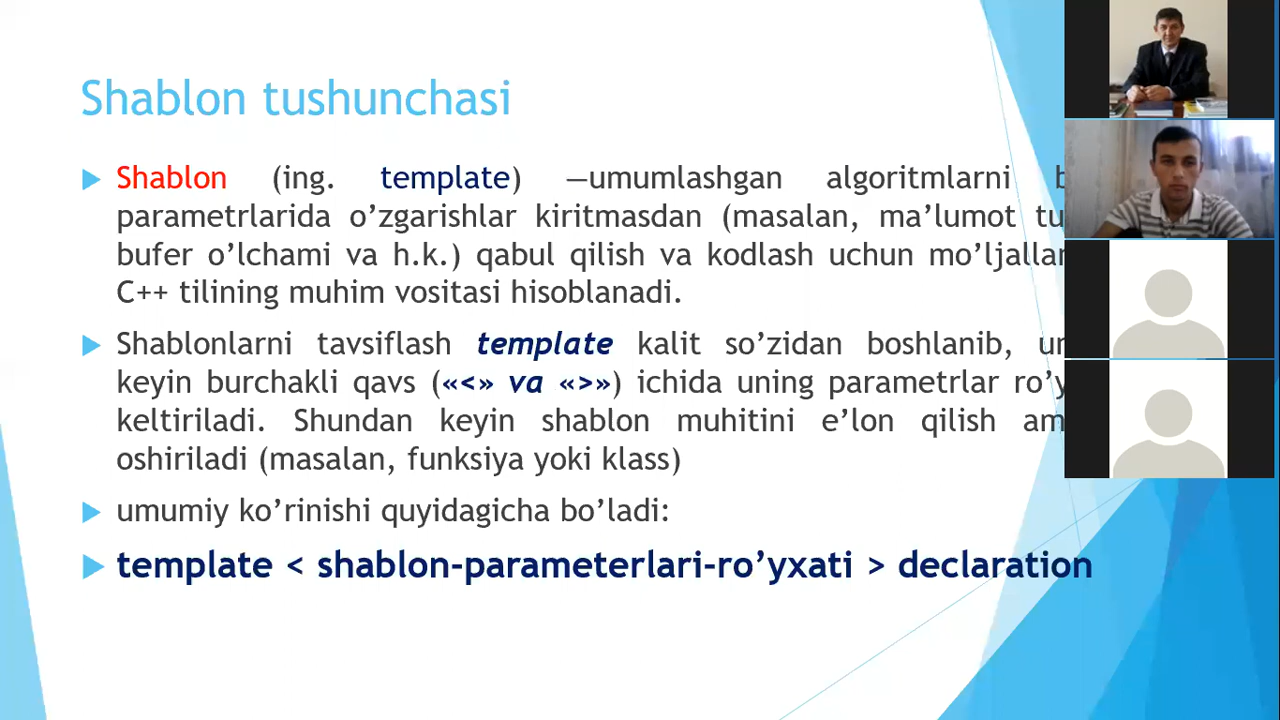 Shablon tushunchasi
Shablon (ing. template) —umumlashgan algoritmlarni
parametrlarida o’zgarishlar kiritmasdan (masalan, ma’lumot
bufer o’lchami va h.k.) qabul qilish va kodlash uchun
C++ tilining muhim vositasi hisoblanadi.
Shablonlarni tavsiflash template kalit so’zidan boshlanib,
keyin burchakli qavs («<» va «>») ichida uning parametrlar
keltiriladi. Shundan keyin shablon muhitini e’lon qilish
oshiriladi (masalan, funksiya yoki klass)
umumiy ko’rinishi quyidagicha bo’ladi:
template < shablon-parameterlari-ro’yxati > declaration